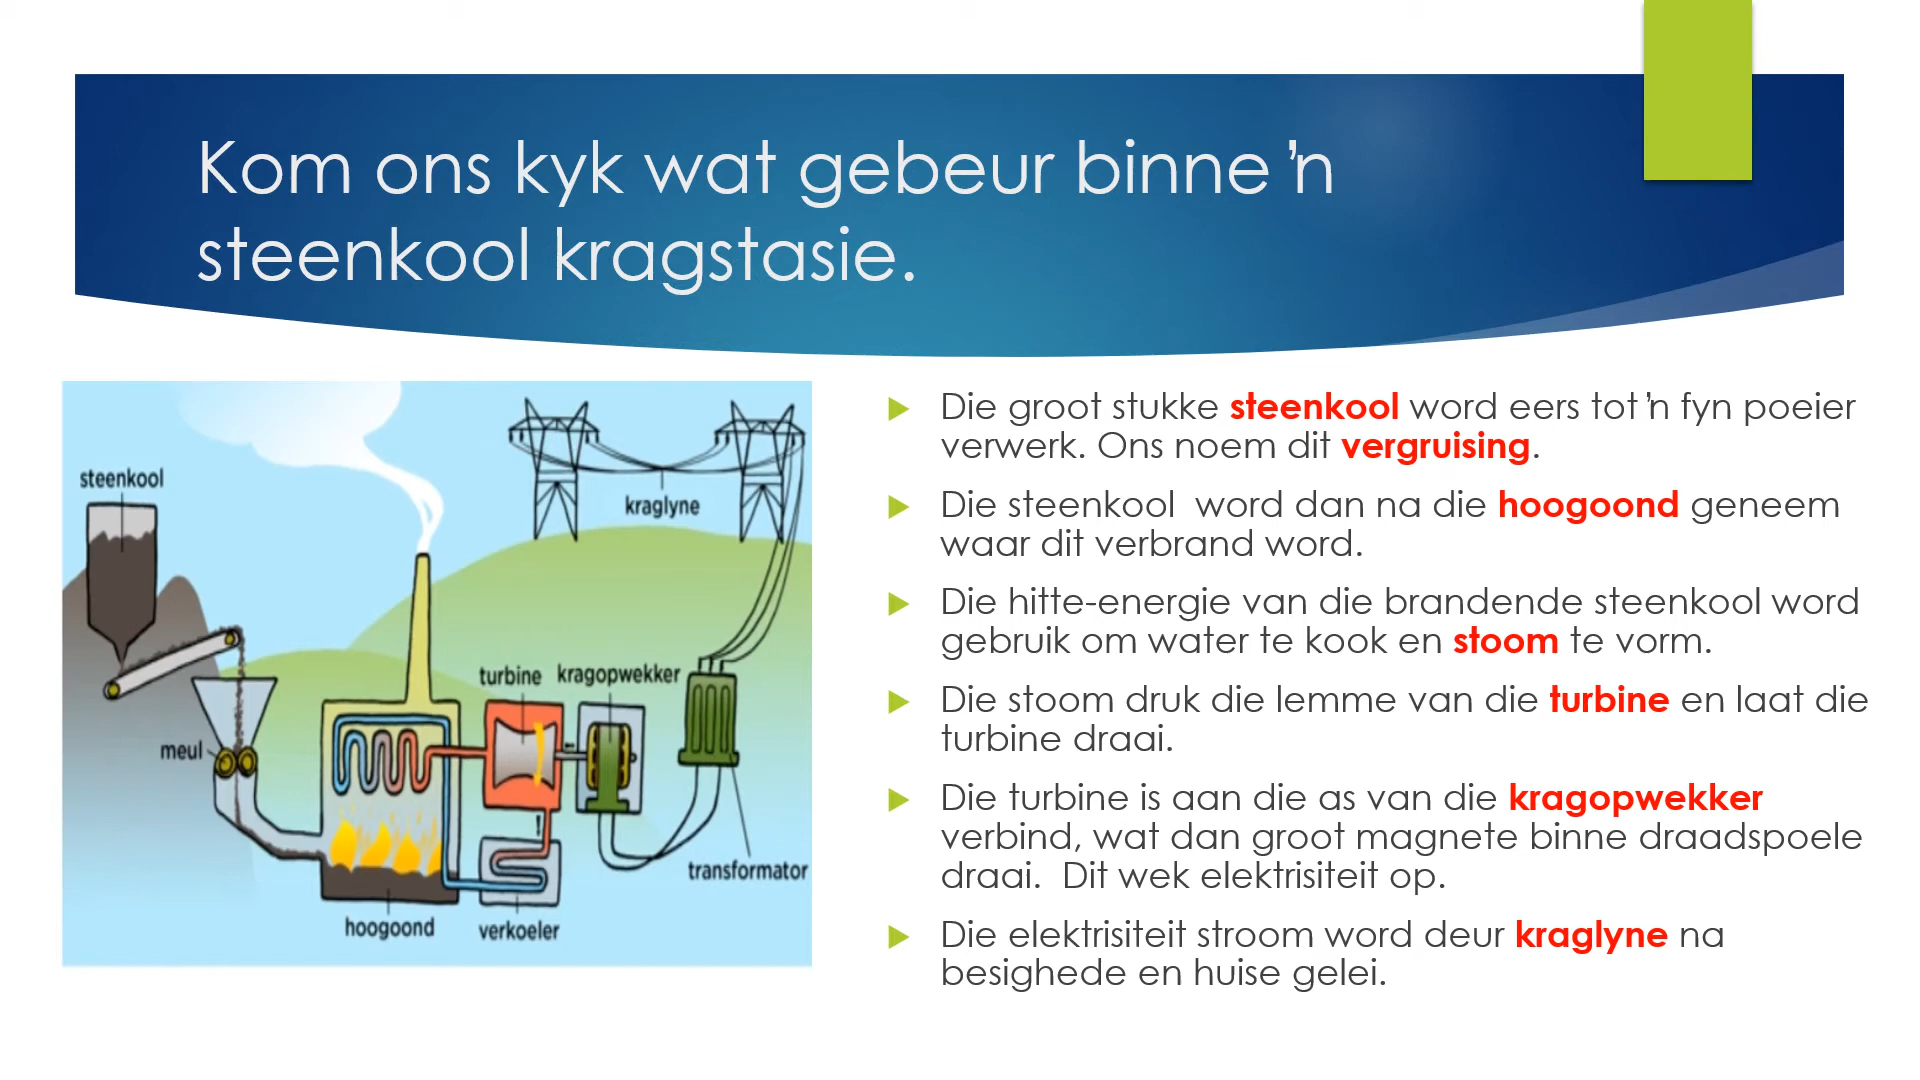 Kom ons kyk wat gebeur binne ŉ
steenkool kragstasie.
steenkool
kraglyne
turbine kragopwekker
meul
transformator
hoogoond
verkoeler
Die groot stukke steenkool word eers tot ŉ fyn poeier
verwerk. Ons noem dit vergruising.
Die steenkool word dan na die hoogoond geneem
waar dit verbrand word.
Die hitte-energie van die brandende steenkool word
gebruik om water te kook en stoom te vorm.
Die stoom druk die lemme van die turbine en laat die
turbine draai.
Die turbine is aan die as van die kragopwekker
verbind, wat dan groot magnete binne draadspoele
draai. Dit wek elektrisiteit op.
Die elektrisiteit stroom word deur kraglyne na
besighede en huise gelei.